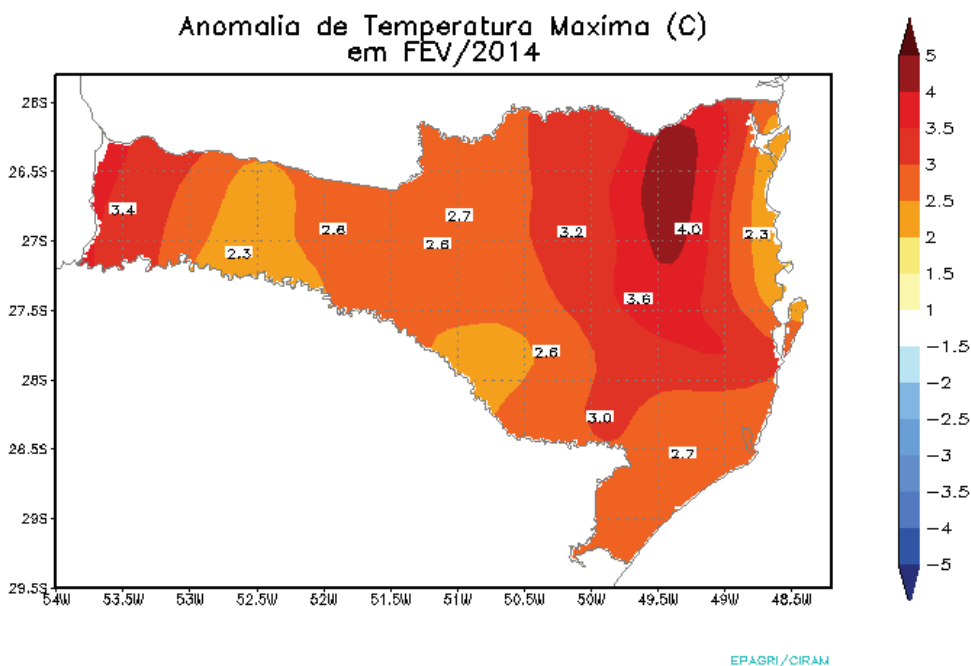 Anomalia de Temperatura Maxima (C)
em FEV/2014
26S
26.5S
27S
27.5S
28S
28.5S
29S
29.5S
54W 53.5W 53W 52.5W 52W 51.5W 51W 50.5W 50W 49.5W 49W 48.5W
3.4
2.3
2.6
2.7
2.6
3.2
4.0
2.3
3.6
2.6
3.0
2.7
5
4
3.5
3
2.5
2
1.5
1
-1.5
-2
-2.5
-3
-3.5
-4
-5
EPAGRI/CIRAM